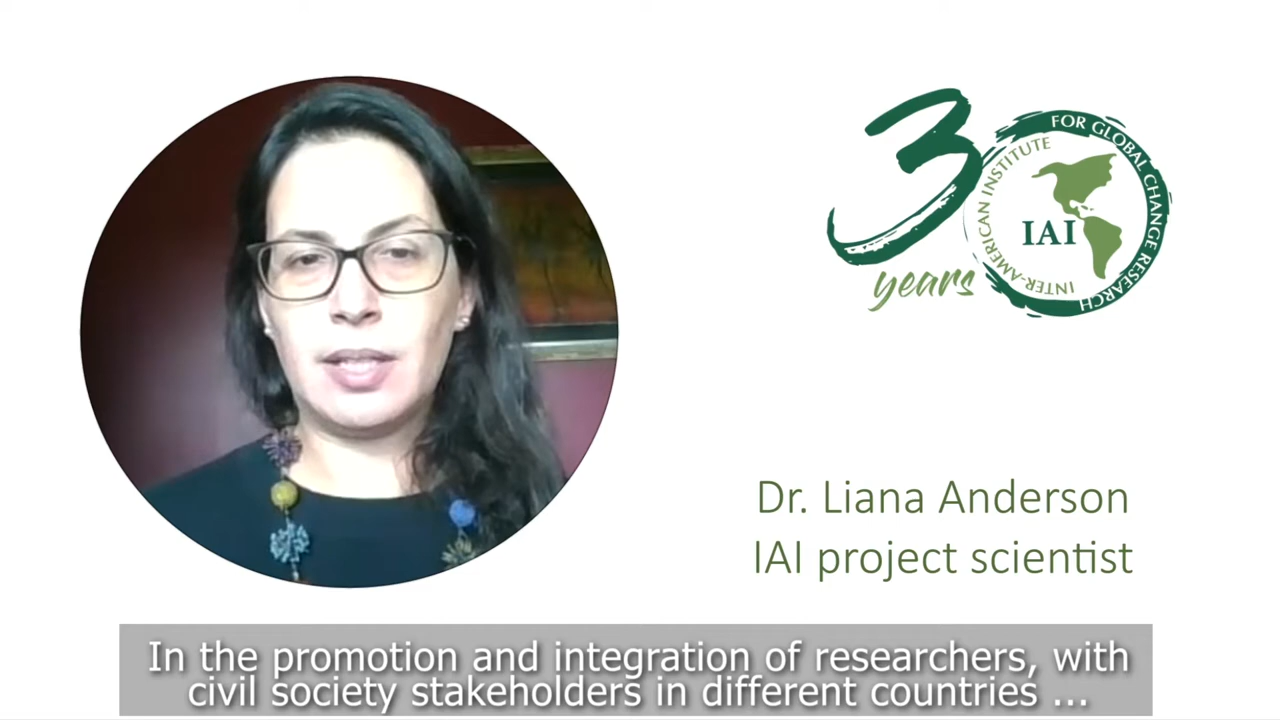 30
years
INTER-AMERICAN INSTITUTE
FOR GLOBAL CHANGE RESEARCH
IAI
Dr. Liana Anderson
IAI project scientist
In the promotion and integration of researchers, with
civil society stakeholders in different countries ...